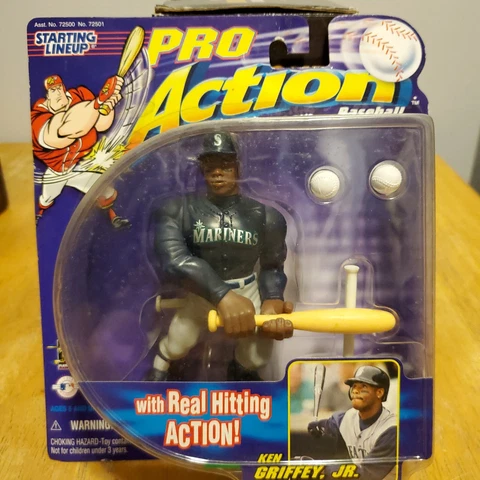 Asst. No. 72500 No. 72501
STARTING
LINEUP
PRO
Action
Baseball
TM
S
MARINERS
with Real Hitting
ACTION!
WARNING
CHOKING HAZARD-Toy
Not for children under 3 years.
KEN
GRIFFEY, JR.